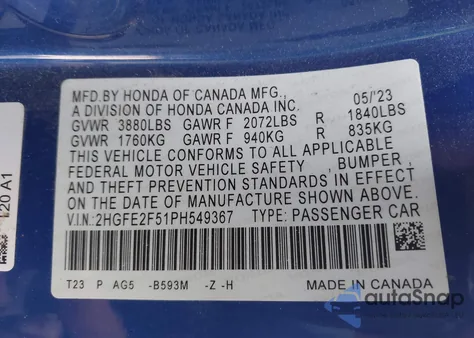 MFD.BY HONDA OF CANADA MFG.,
A DIVISION OF HONDA CANADA INC. 05/'23
GVWR 3880LBS GAWR F 2072LBS R 1840LBS
GVWR 1760KG GAWR F 940KG R 835KG
THIS VEHICLE CONFORMS TO ALL APPLICABLE
FEDERAL MOTOR VEHICLE SAFETY, BUMPER,
AND THEFT PREVENTION STANDARDS IN EFFECT
ON THE DATE OF MANUFACTURE SHOWN ABOVE.
V.I.N: 2HGFE2F51PH549367 TYPE: PASSENGER CAR
T23 P AG5 -B593M -Z -H MADE IN CANADA
L20 A1
autoSnap